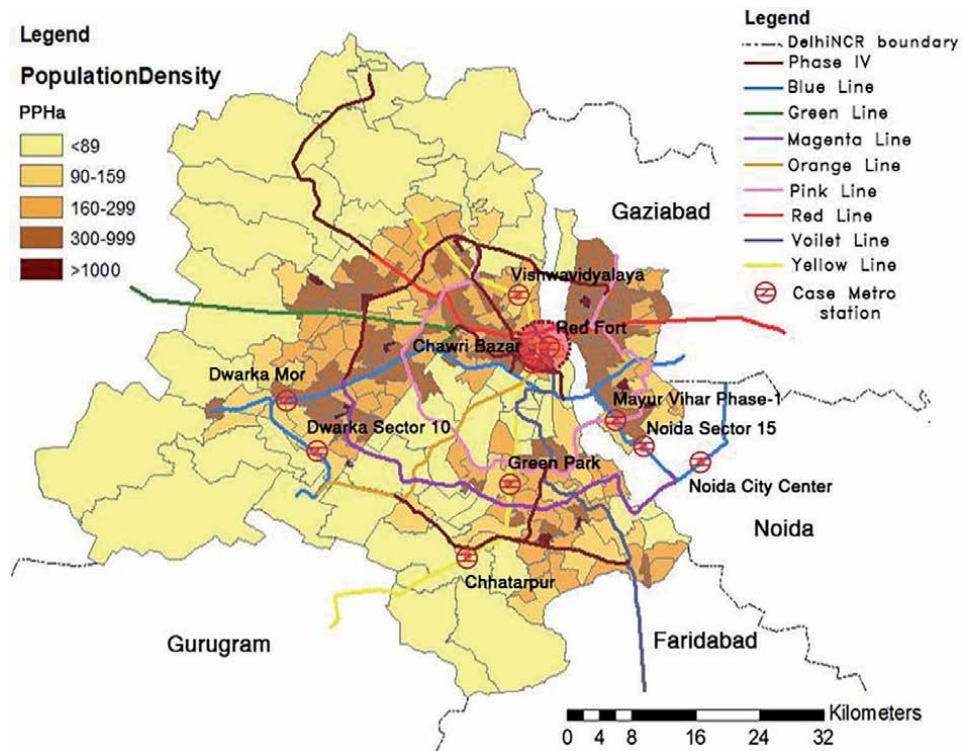 Legend
PopulationDensity
PPHa
<89
90-159
160-299
300-999
>1000
Legend
DelhiNCR boundary
Phase IV
Blue Line
Green Line
Magenta Line
Orange Line
Pink Line
Red Line
Voilet Line
Yellow Line
Case Metro
station
Gaziabad
Vishwavidyalaya
Red Fort
Chawri Bazar
Dwarka Mor
Mayur Vihar Phase-1
Dwarka Sector 10
Noida Sector 15
Green Park
Noida City Center
Noida
Chhatarpur
Gurugram
Faridabad
Kilometers
0 4 8 16 24 32